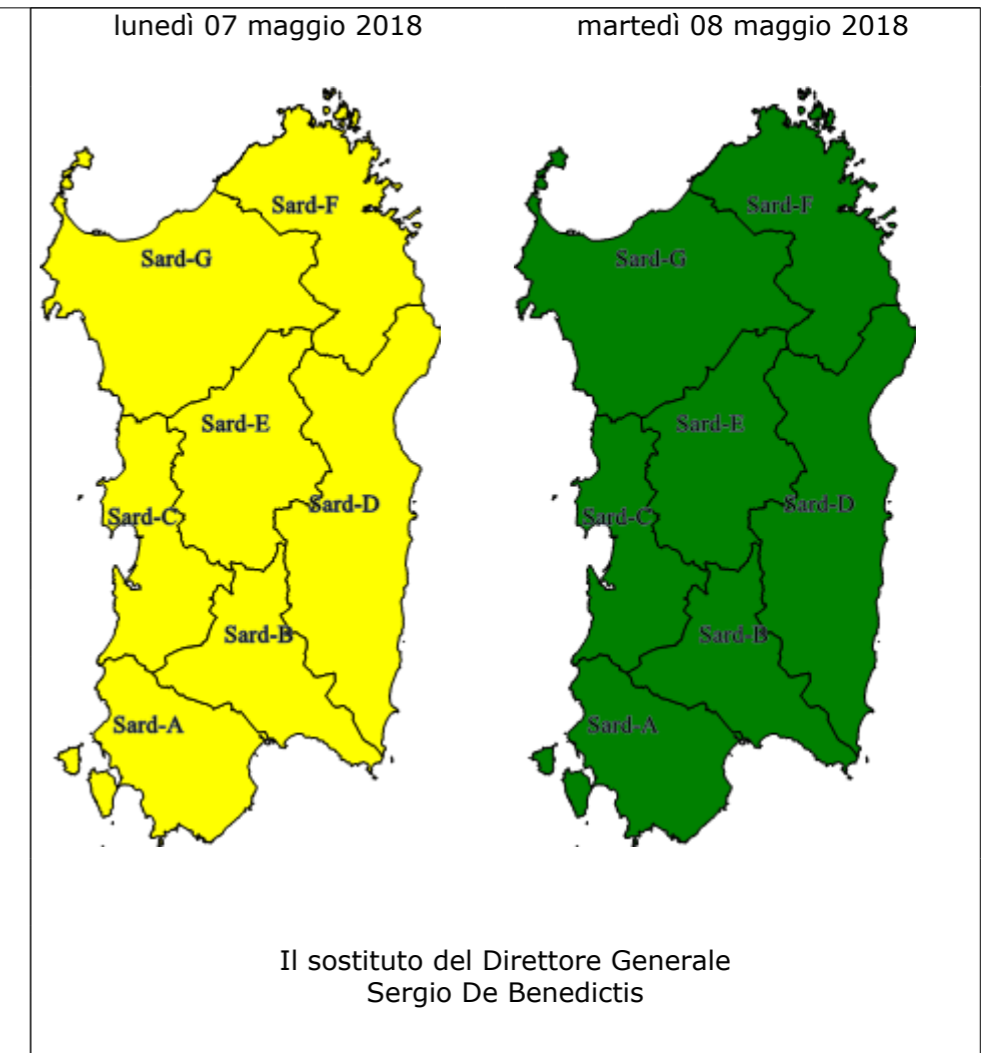 lunedì 07 maggio 2018
martedì 08 maggio 2018
Sard-F
Sard-G
Sard-E
Sard-D
Sard-C
Sard-B
Sard-A
Sard-F
Sard-G
Sard-E
Sard-D
Sard-C
Sard-B
Sard-A
Il sostituto del Direttore Generale
Sergio De Benedictis